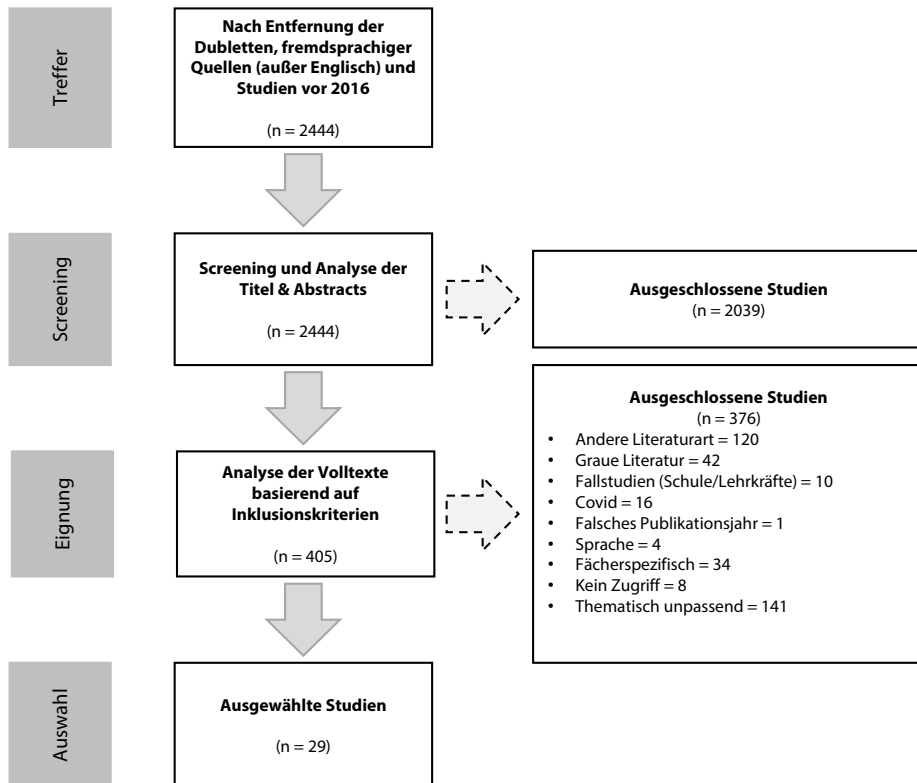 Treffer
Nach Entfernung der
Dubletten, fremdsprachiger
Quellen (außer Englisch) und
Studien vor 2016
(n = 2444)
Screening
Screening und Analyse der
Titel & Abstracts
(n = 2444)
Ausgeschlossene Studien
(n = 2039)
Eignung
Analyse der Volltexte
basierend auf
Inklusionskriterien
(n = 405)
Ausgeschlossene Studien
(n = 376)
• Andere Literaturart = 120
• Graue Literatur = 42
• Fallstudien (Schule/Lehrkräfte) = 10
• Covid = 16
• Falsches Publikationsjahr = 1
• Sprache = 4
• Fächerspezifisch = 34
• Kein Zugriff = 8
• Thematisch unpassend = 141
Auswahl
Ausgewählte Studien
(n = 29)